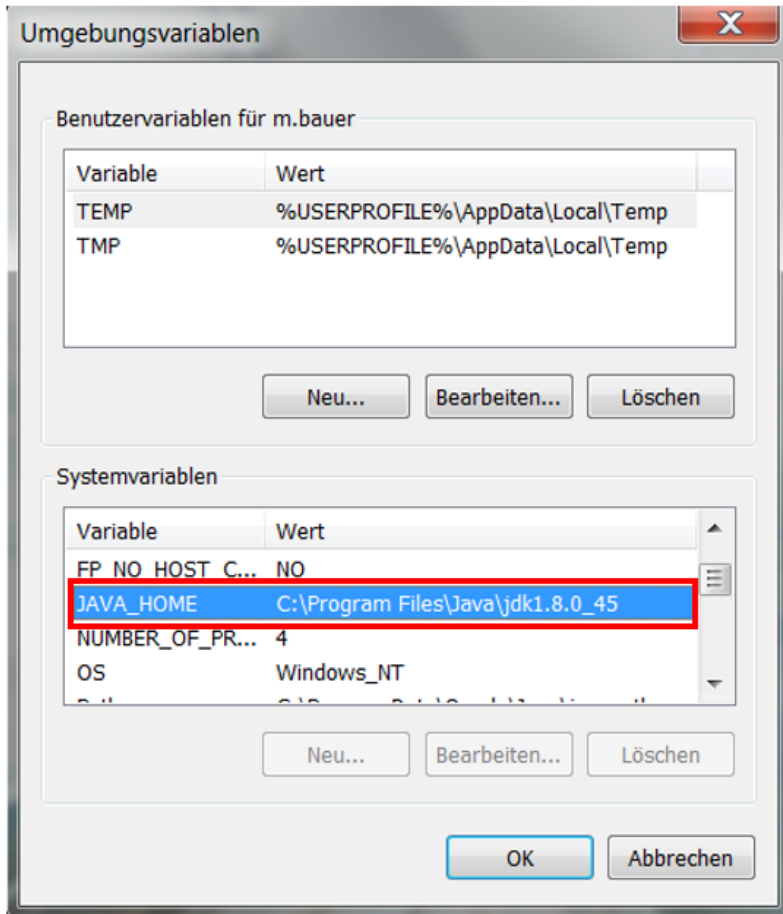 Umgebungsvariablen
Benutzervariablen für m.bauer
Variable Wert
TEMP %USERPROFILE%\AppData\Local\Temp
TMP %USERPROFILE%\AppData\Local\Temp
Neu... Bearbeiten... Löschen
Systemvariablen
Variable Wert
FP_NO_HOST_C... NO
JAVA_HOME C:\Program Files\Java\jdk1.8.0_45
NUMBER_OF_PR... 4
OS Windows_NT
Neu... Bearbeiten... Löschen
OK Abbrechen